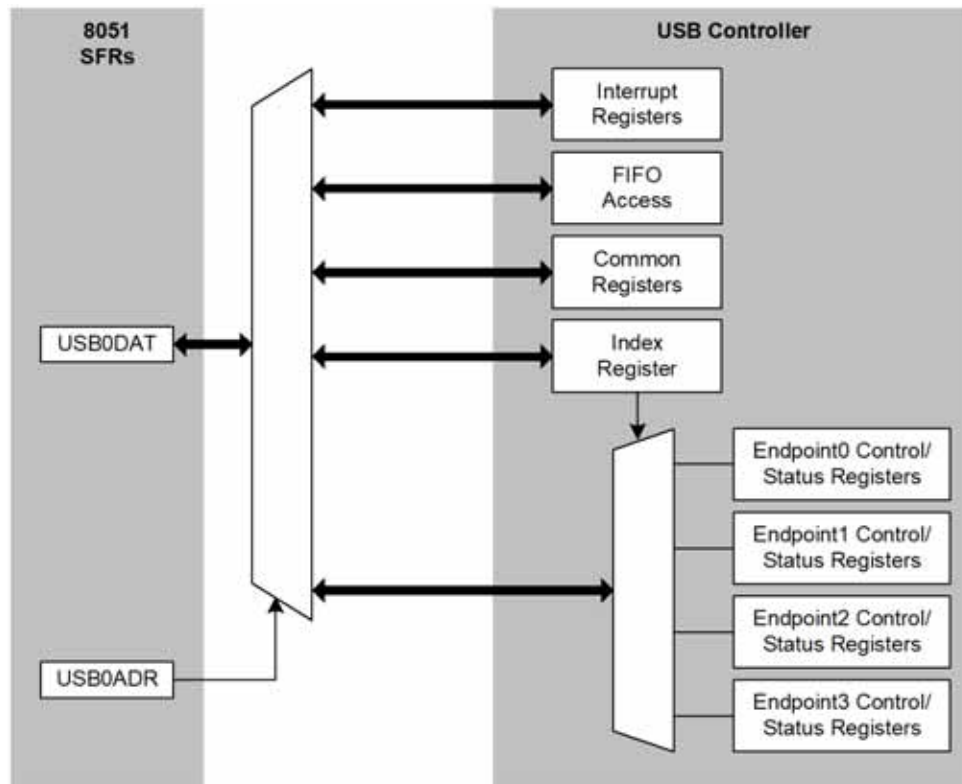 8051
SFRs
USB Controller
Interrupt
Registers
FIFO
Access
Common
Registers
USB0DAT
Index
Register
Endpoint0 Control/
Status Registers
Endpoint1 Control/
Status Registers
Endpoint2 Control/
Status Registers
USB0ADR
Endpoint3 Control/
Status Registers